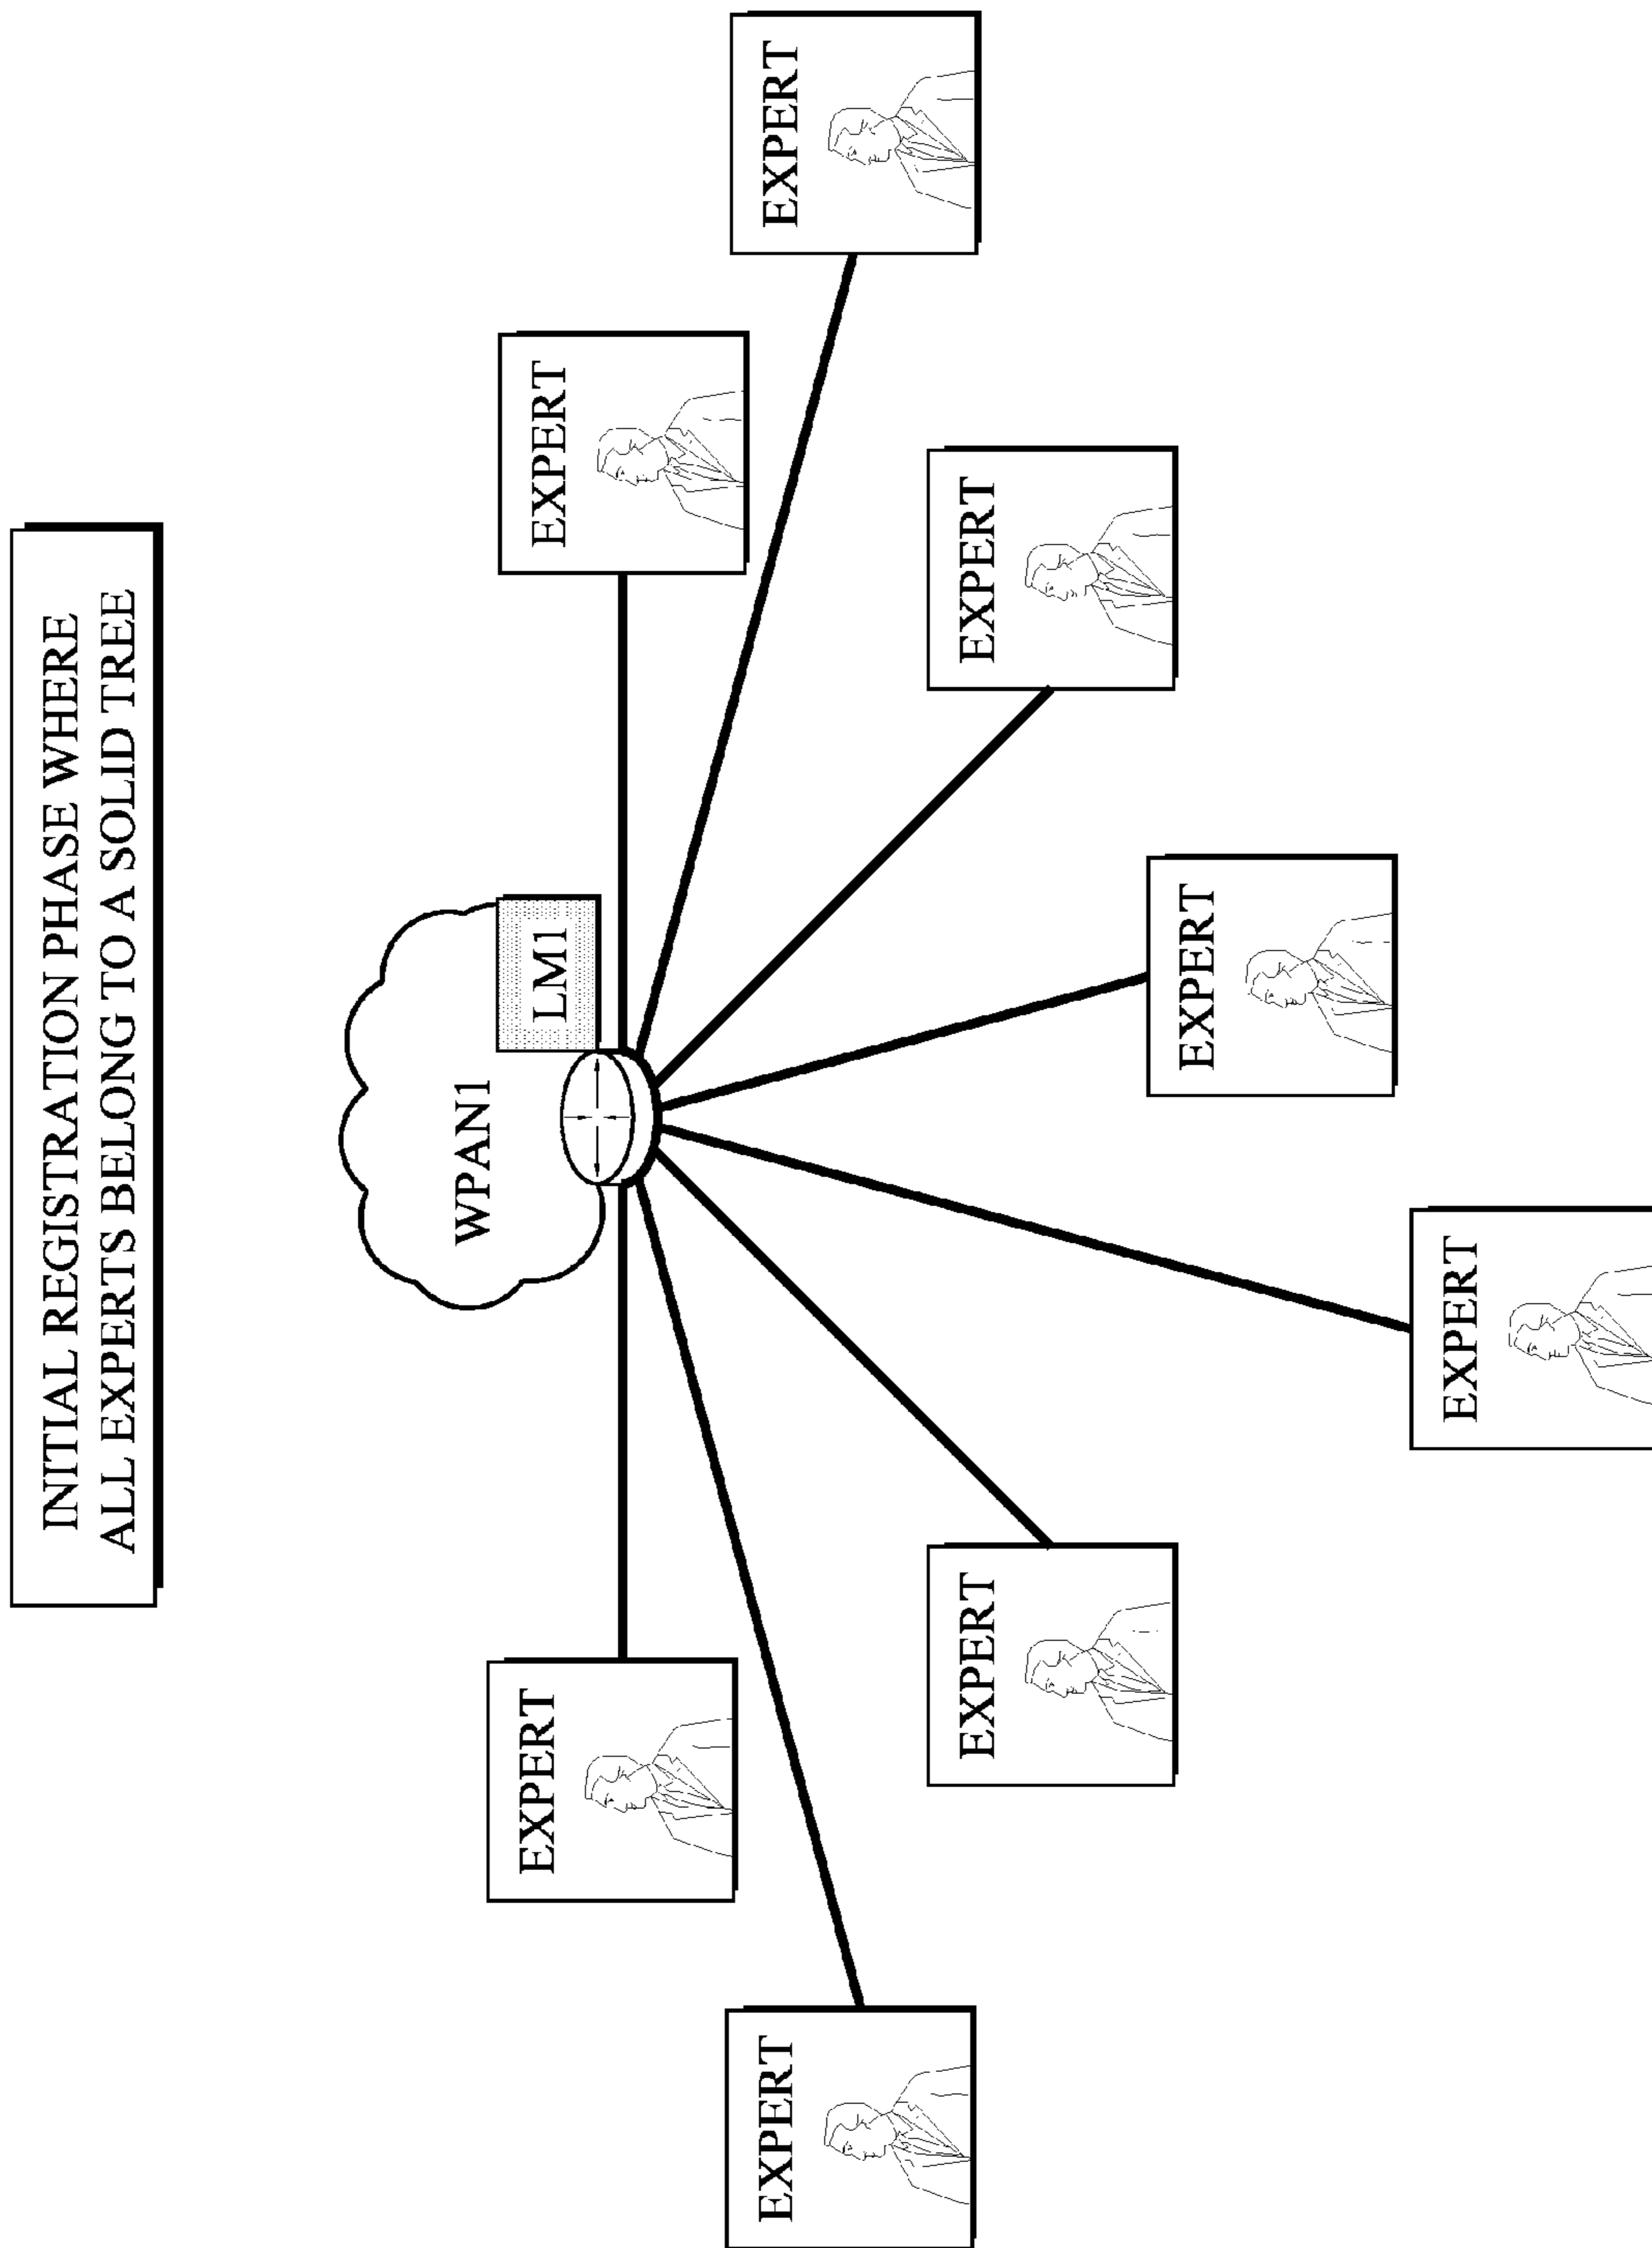 INITIAL REGISTRATION PHASE WHERE
ALL EXPERTS BELONG TO A SOLID TREE
WPAN1
LM1
EXPERT
EXPERT
EXPERT
EXPERT
EXPERT
EXPERT
EXPERT
EXPERT